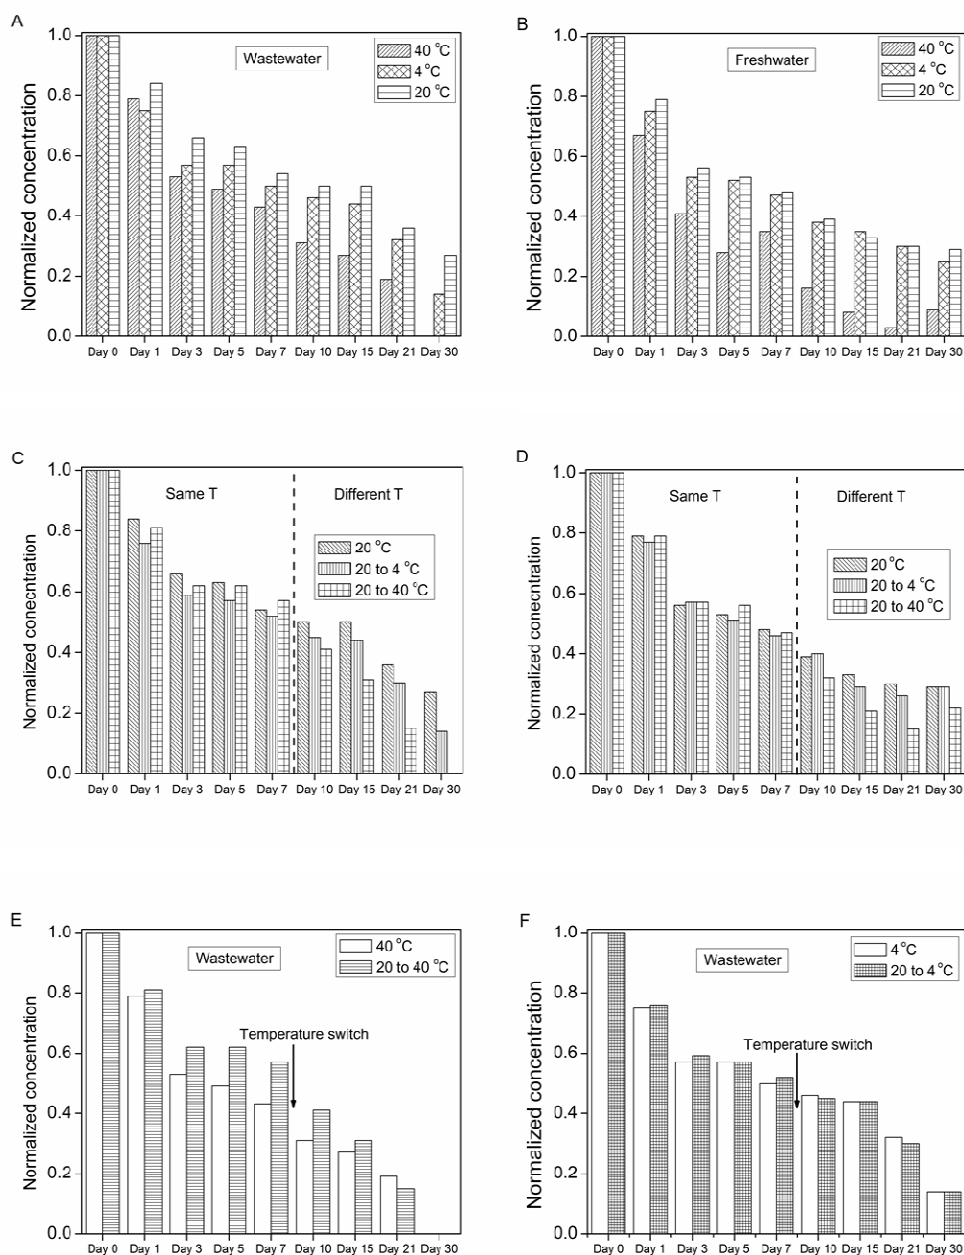 A
Wastewater
40 °C
4 °C
20 °C
Normalized concentration
1.0
0.8
0.6
0.4
0.2
0.0
Day 0 Day 1 Day 3 Day 5 Day 7 Day 10 Day 15 Day 21 Day 30
B
Freshwater
40 °C
4 °C
20 °C
Normalized concentration
1.0
0.8
0.6
0.4
0.2
0.0
Day 0 Day 1 Day 3 Day 5 Day 7 Day 10 Day 15 Day 21 Day 30
C
Same T
Different T
20 °C
20 to 4 °C
20 to 40 °C
Normalized conecntration
1.0
0.8
0.6
0.4
0.2
0.0
Day 0 Day 1 Day 3 Day 5 Day 7 Day 10 Day 15 Day 21 Day 30
D
Same T
Different T
20 °C
20 to 4 °C
20 to 40 °C
Normalized conecntration
1.0
0.8
0.6
0.4
0.2
0.0
Day 0 Day 1 Day 3 Day 5 Day 7 Day 10 Day 15 Day 21 Day 30
E
Wastewater
40 °C
20 to 40 °C
Temperature switch
Normalized concentration
1.0
0.8
0.6
0.4
0.2
0.0
Day 0 Day 1 Day 3 Day 5 Day 7 Day 10 Day 15 Day 21 Day 30
F
Wastewater
4 °C
20 to 4 °C
Temperature switch
Normalized concentration
1.0
0.8
0.6
0.4
0.2
0.0
Day 0 Day 1 Day 3 Day 5 Day 7 Day 10 Day 15 Day 21 Day 30